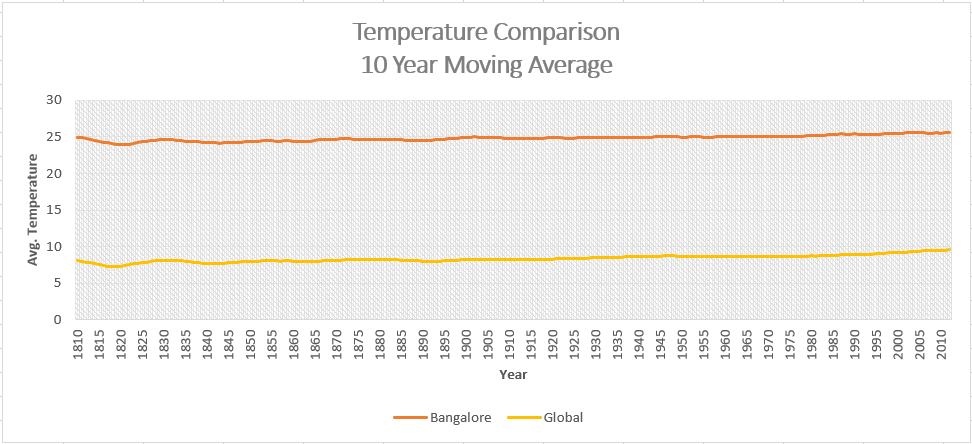 Temperature Comparison
10 Year Moving Average
30
25
20
15
10
5
0
Avg. Temperature
1810 1815 1820 1825 1830 1835 1840 1845 1850 1855 1860 1865 1870 1875 1880 1885 1890 1895 1900 1905 1910 1915 1920 1925 1930 1935 1940 1945 1950 1955 1960 1965 1970 1975 1980 1985 1990 1995 2000 2005 2010
Year
Bangalore Global